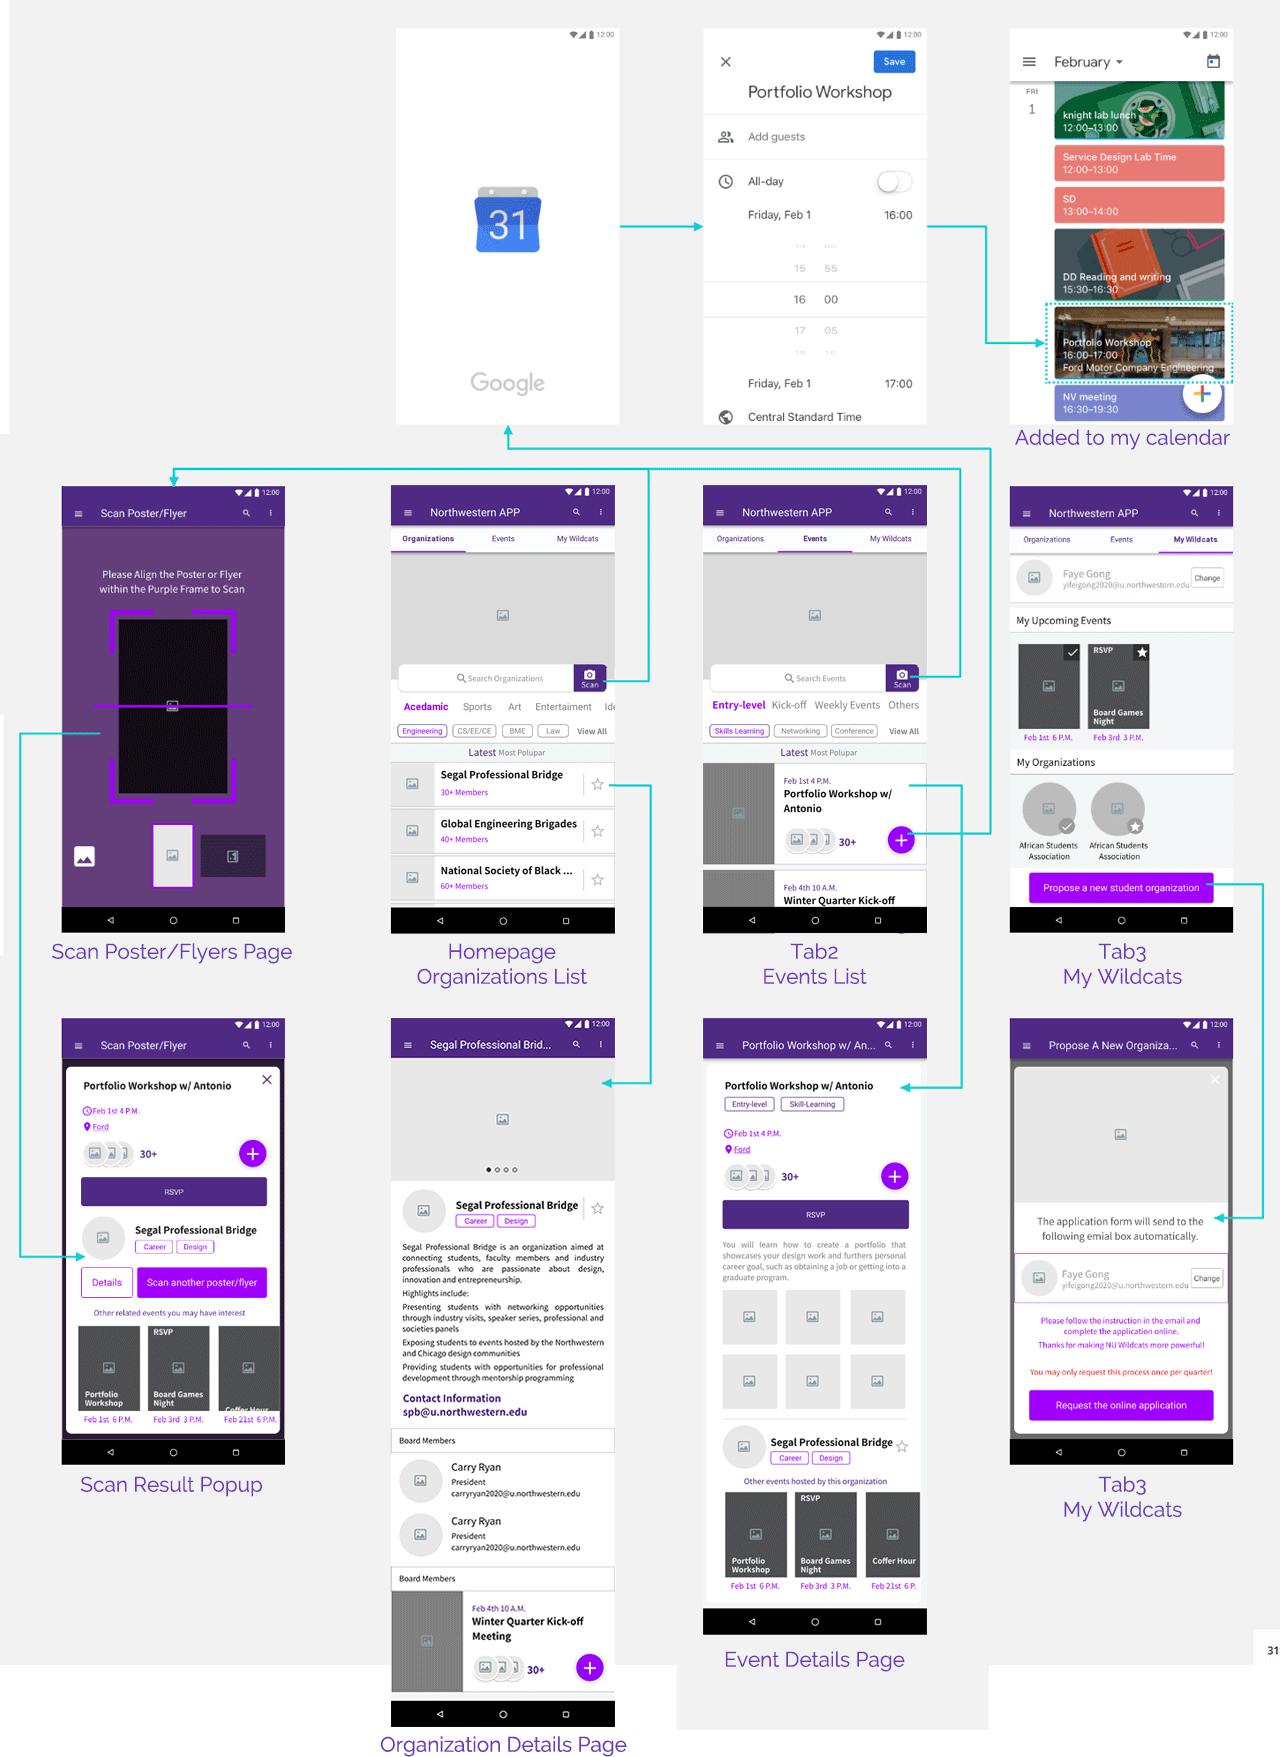 12:00
31
Google
12:00
Save
Portfolio Workshop
Add guests
All-day
Friday, Feb 1 16:00
15 55
16 00
17 05
Friday, Feb 1 17:00
Central Standard Time
12:00
February
FRI
1
knight lab lunch
12:00–13:00
Service Design Lab Time
12:00–13:00
SD
13:00–14:00
DD Reading and writing
15:30–16:30
Portfolio Workshop
16:00–17:00
Ford Motor Company Engineering
NV meeting
16:30–19:30
Added to my calendar
12:00
Scan Poster/Flyer
Please Align the Poster or Flyer
within the Purple Frame to Scan
Scan Poster/Flyers Page
12:00
Northwestern APP
Organizations Events My Wildcats
Search Organizations
Scan
Acedamic Sports Art Entertaiment Ide
Engineering CS/EE/CE BME Law View All
Latest Most Polupar
Segal Professional Bridge
30+ Members
Global Engineering Brigades
40+ Members
National Society of Black ...
60+ Members
Homepage
Organizations List
12:00
Northwestern APP
Organizations Events My Wildcats
Search Events
Scan
Entry-level Kick-off Weekly Events Others
Skills Learning Networking Conference View All
Latest Most Polupar
Feb 1st 4 P.M.
Portfolio Workshop w/
Antonio
30+
Feb 4th 10 A.M.
Winter Quarter Kick-off
Tab2
Events List
12:00
Northwestern APP
Organizations Events My Wildcats
Faye Gong
yifeigong2020@u.northwestern.edu
Change
My Upcoming Events
RSVP
Board Games
Night
Feb 1st 6 P.M. Feb 3rd 3 P.M.
My Organizations
African Students
Association
African Students
Association
Propose a new student organization
Tab3
My Wildcats
12:00
Scan Poster/Flyer
Portfolio Workshop w/ Antonio
Feb 1st 4 P.M.
Ford
30+
RSVP
Segal Professional Bridge
Career Design
Details
Scan another poster/flyer
Other related events you may have interest
Portfolio
Workshop
RSVP
Board Games
Night
Coffer Hour
Feb 1st 6 P.M. Feb 3rd 3 P.M. Feb 21st 6 P.M.
Scan Result Popup
12:00
Segal Professional Brid...
Segal Professional Bridge
Career Design
Segal Professional Bridge is an organization aimed at
connecting students, faculty members and industry
professionals who are passionate about design,
innovation and entrepreneurship.
Highlights include:
Presenting students with networking opportunities
through industry visits, speaker series, professional and
societies panels
Exposing students to events hosted by the Northwestern
and Chicago design communities
Providing students with opportunities for professional
development through mentorship programming
Contact Information
spb@u.northwestern.edu
Board Members
Carry Ryan
President
carryryan2020@u.northwestern.edu
Carry Ryan
President
carryryan2020@u.northwestern.edu
Board Members
Feb 4th 10 A.M.
Winter Quarter Kick-off
Meeting
30+
Organization Details Page
12:00
Portfolio Workshop w/ An...
Portfolio Workshop w/ Antonio
Entry-level Skill-Learning
Feb 1st 4 P.M.
Ford
30+
RSVP
You will learn how to create a portfolio that
showcases your design work and furthers personal
career goal, such as obtaining a job or getting into a
graduate program.
Segal Professional Bridge
Career Design
Other events hosted by this organization
Portfolio
Workshop
RSVP
Board Games
Night
Coffer Hour
Feb 1st 6 P.M. Feb 3rd 3 P.M. Feb 21st 6 P.
Event Details Page
12:00
Propose A New Organiza...
The application form will send to the
following emial box automatically.
Faye Gong
yifeigong2020@u.northwestern.edu
Change
Please follow the instruction in the email and
complete the application online.
Thanks for making NU Wildcats more powerful!
You may only request this process once per quarter!
Request the online application
Tab3
My Wildcats